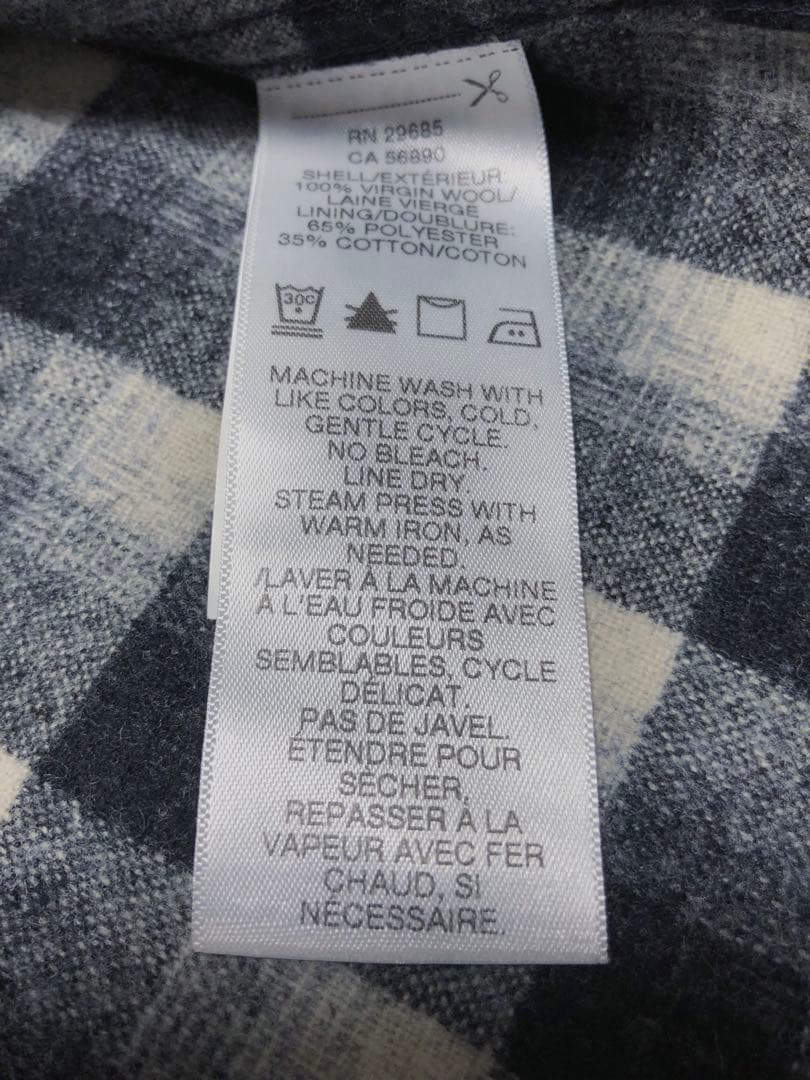 RN 29685
CA 56890
SHELL/EXTÉRIEUR:
100% VIRGIN WOOL/
LAINE VIERGE
LINING/DOUBLURE:
65% POLYESTER
35% COTTON/COTON
30C
MACHINE WASH WITH
LIKE COLORS, COLD,
GENTLE CYCLE.
NO BLEACH.
LINE DRY.
STEAM PRESS WITH
WARM IRON, AS
NEEDED.
/LAVER À LA MACHINE
À L'EAU FROIDE AVEC
COULEURS
SEMBLABLES, CYCLE
DÉLICAT.
PAS DE JAVEL.
ÉTENDRE POUR
SÉCHER.
REPASSER À LA
VAPEUR AVEC FER
CHAUD, SI
NÉCESSAIRE.